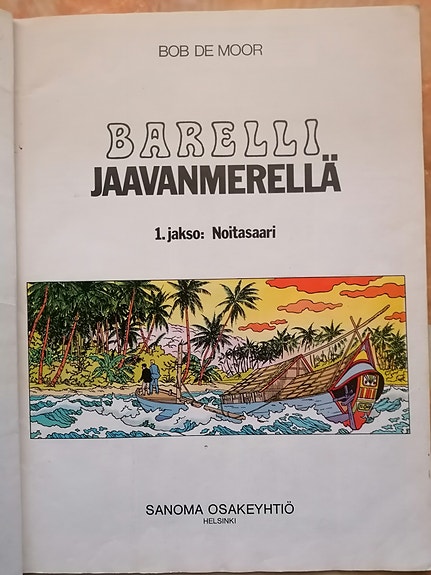 BOB DE MOOR
BARELLI
JAAVANMERELLÄ
1. jakso: Noitasaari
SANOMA OSAKEYHTIÖ
HELSINKI